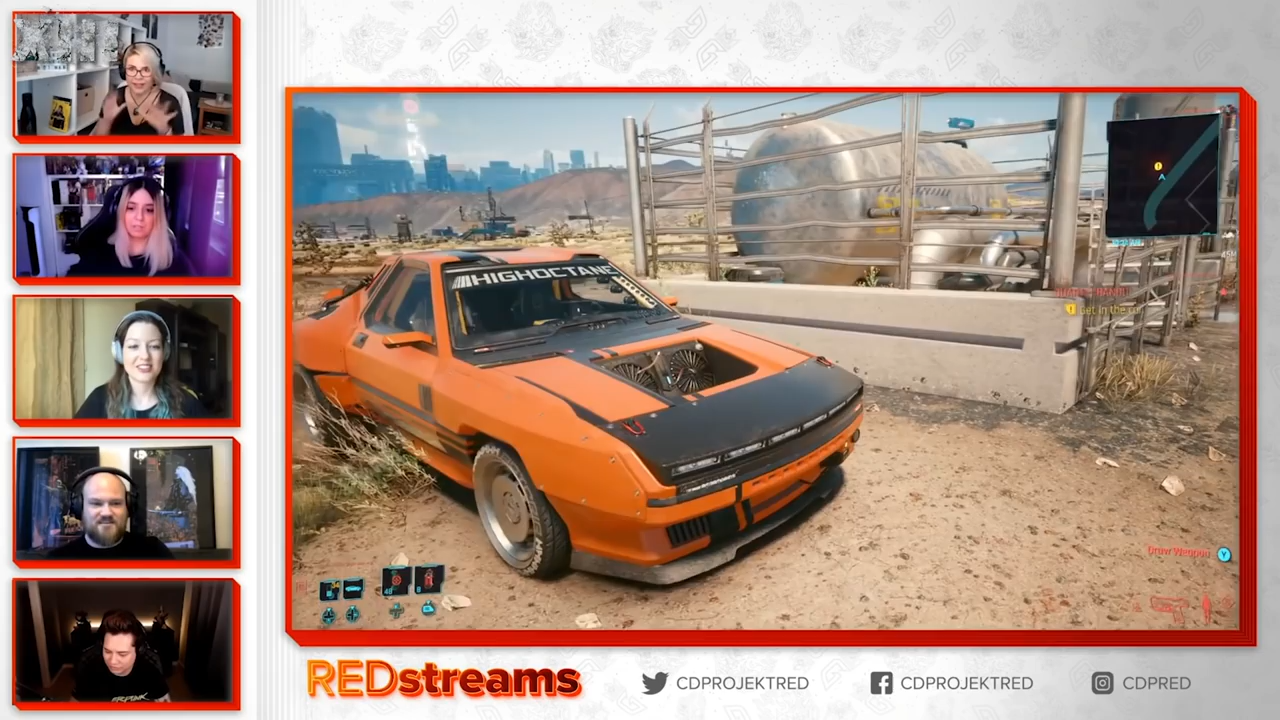 HIGHOCTANE
Get in the car
Draw Weapon
Y
REDstreams
CDPROJEKTRED
CDPROJEKTRED
CDPRED